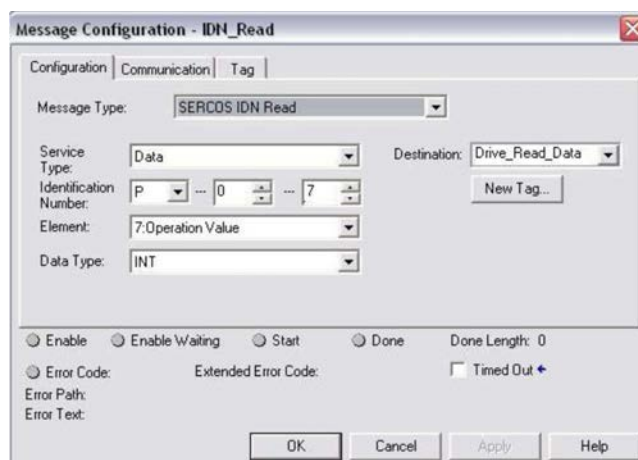 Message Configuration - IDN_Read
Configuration Communication Tag
Message Type: SERCOS IDN Read
Service Type: Data Destination: Drive_Read_Data
Identification Number: P ... 0 ... 7 New Tag...
Element: 7:Operation Value
Data Type: INT
Enable Enable Waiting Start Done Done Length: 0
Error Code: Extended Error Code: Timed Out
Error Path:
Error Text:
OK Cancel Apply Help